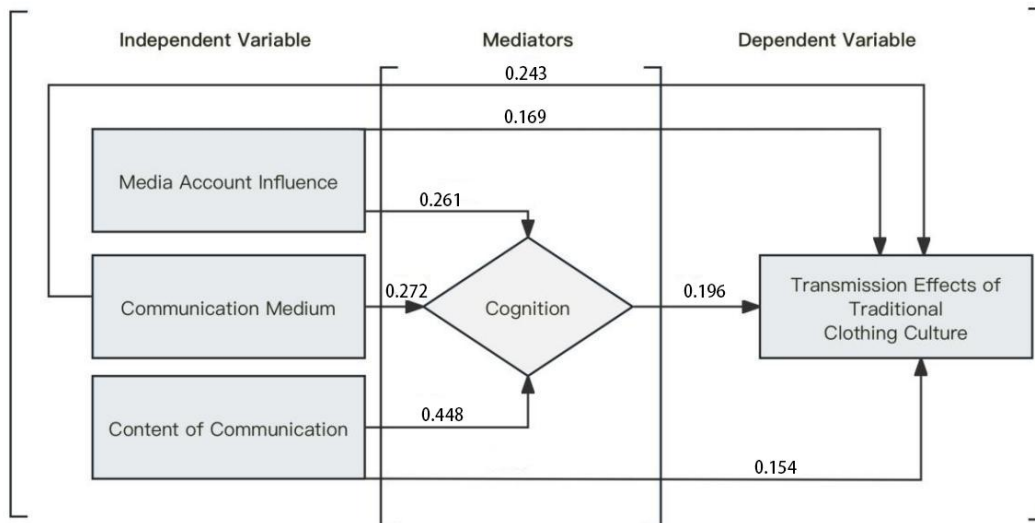 Independent Variable
Mediators
Dependent Variable
0.243
0.169
Media Account Influence
0.261
Communication Medium
0.272
Cognition
0.196
Transmission Effects of
Traditional
Clothing Culture
Content of Communication
0.448
0.154